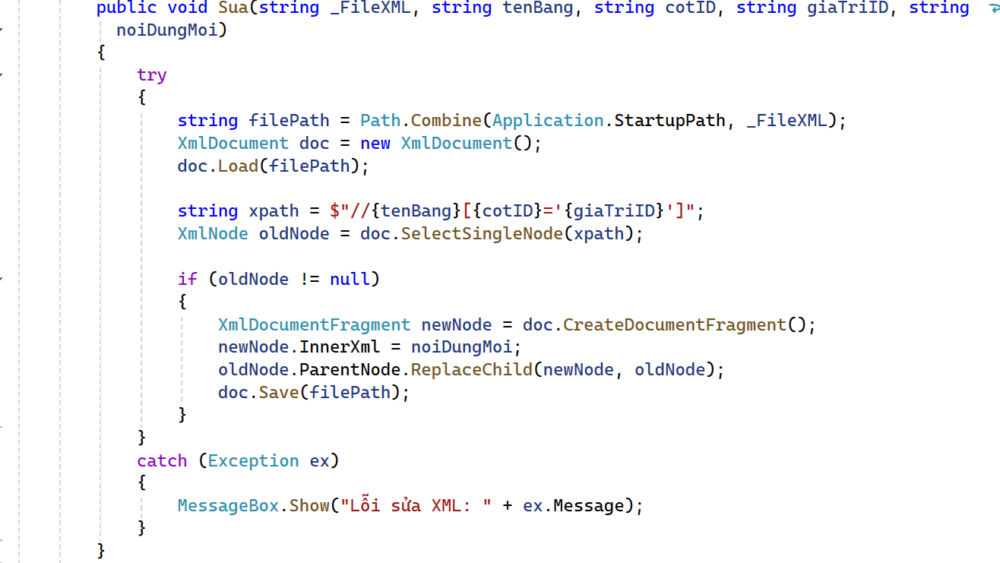 public void Sua(string _FileXML, string tenBang, string cotID, string giaTriID, string
noiDungMoi)
{
try
{
string filePath = Path.Combine(Application.StartupPath, _FileXML);
XmlDocument doc = new XmlDocument();
doc.Load(filePath);
string xpath = $"//{tenBang}[{cotID}='{giaTriID}']";
XmlNode oldNode = doc.SelectSingleNode(xpath);
if (oldNode != null)
{
XmlDocumentFragment newNode = doc.CreateDocumentFragment();
newNode.InnerXml = noiDungMoi;
oldNode.ParentNode.ReplaceChild(newNode, oldNode);
doc.Save(filePath);
}
}
catch (Exception ex)
{
MessageBox.Show("Lỗi sửa XML: " + ex.Message);
}
}